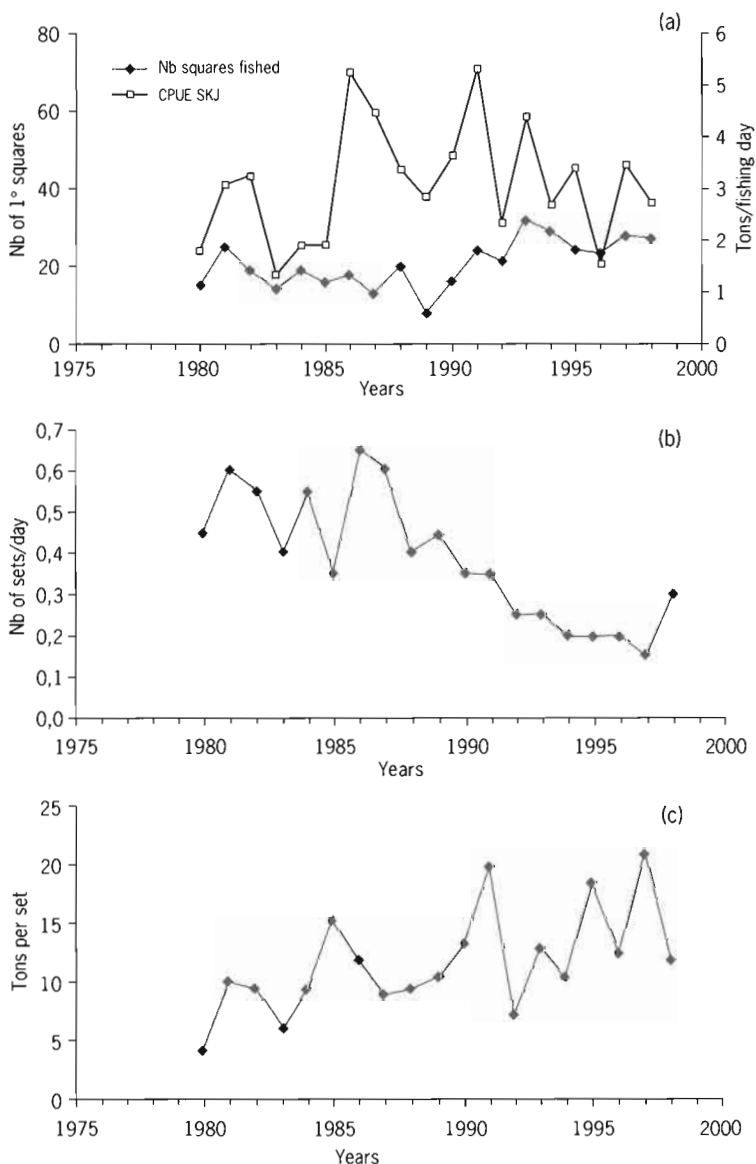 (a)
Nb squares fished
CPUE SKJ
Nb of 1° squares
80
60
40
20
0
Tons/fishing day
6
5
4
3
2
1
0
1975 1980 1985 1990 1995 2000
Years
(b)
Nb of sets/day
0,7
0,6
0,5
0,4
0,3
0,2
0,1
0,0
1975 1980 1985 1990 1995 2000
Years
(c)
Tons per set
25
20
15
10
5
0
1975 1980 1985 1990 1995 2000
Years